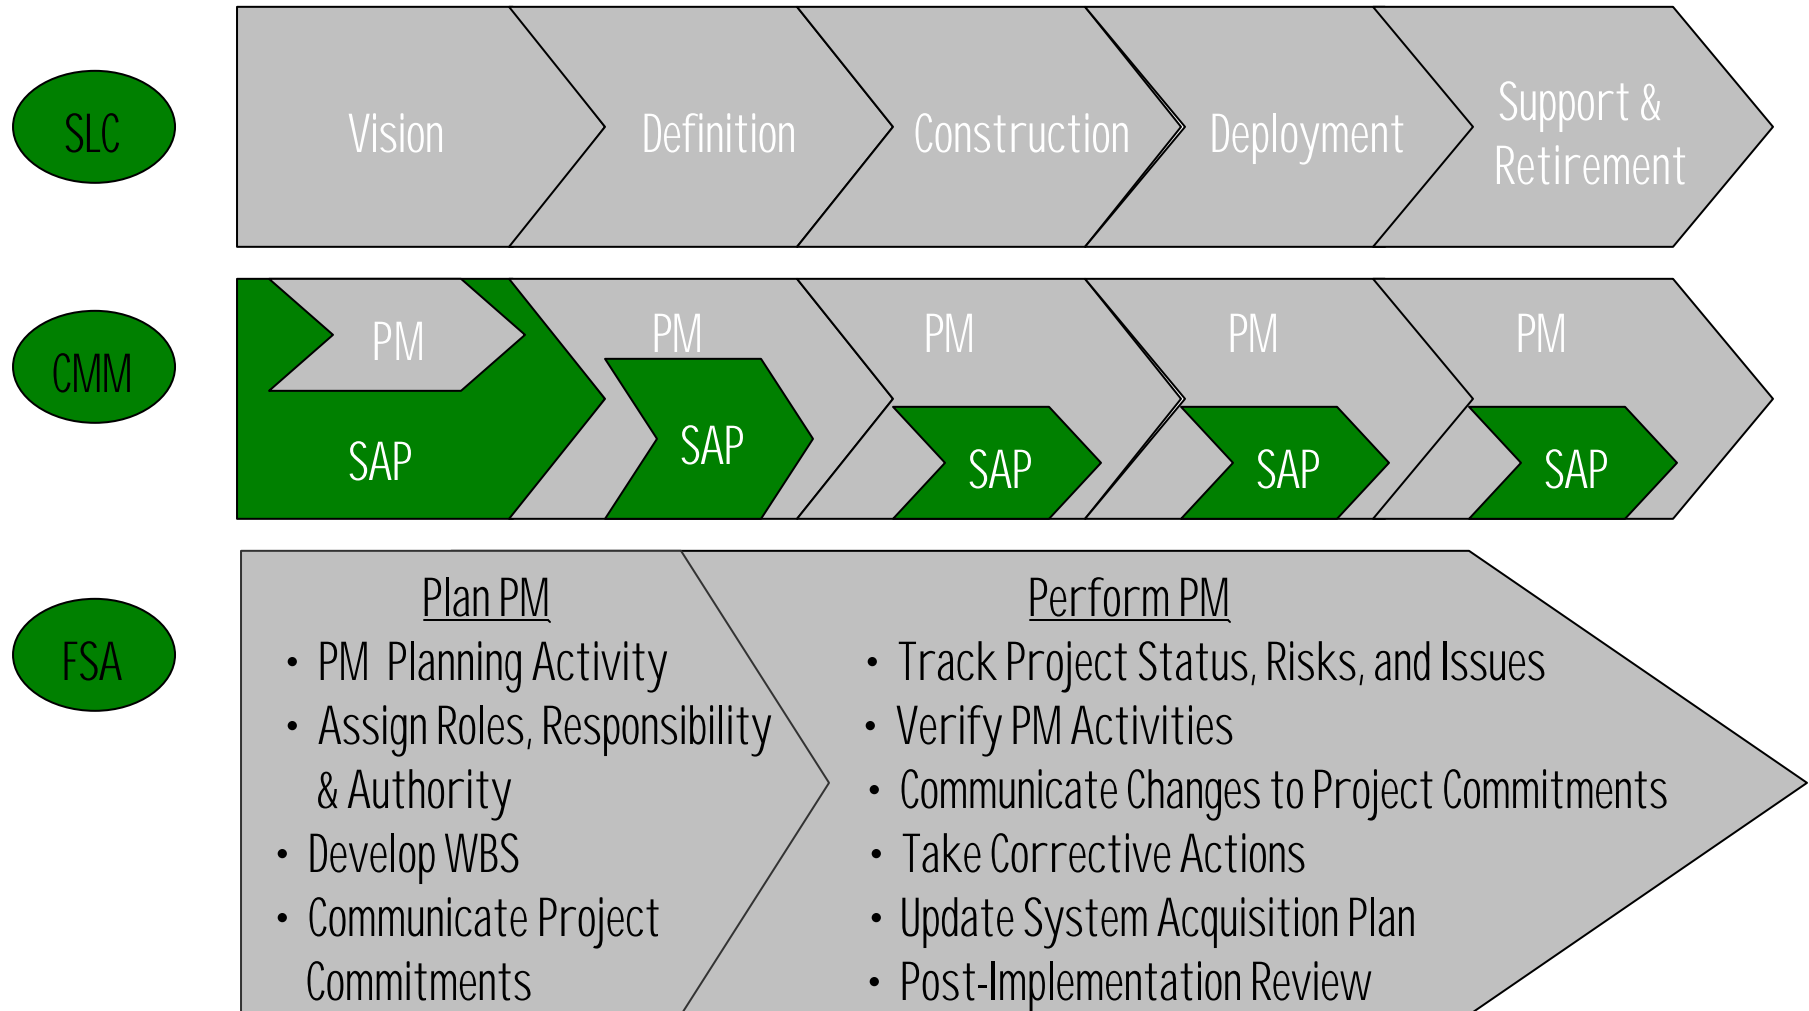 SLC
Vision
Definition
Construction
Deployment
Support &
Retirement
CMM
PM
SAP
PM
SAP
PM
SAP
PM
SAP
PM
SAP
FSA
Plan PM
• PM Planning Activity
• Assign Roles, Responsibility
& Authority
• Develop WBS
• Communicate Project
Commitments
Perform PM
• Track Project Status, Risks, and Issues
• Verify PM Activities
• Communicate Changes to Project Commitments
• Take Corrective Actions
• Update System Acquisition Plan
• Post-Implementation Review